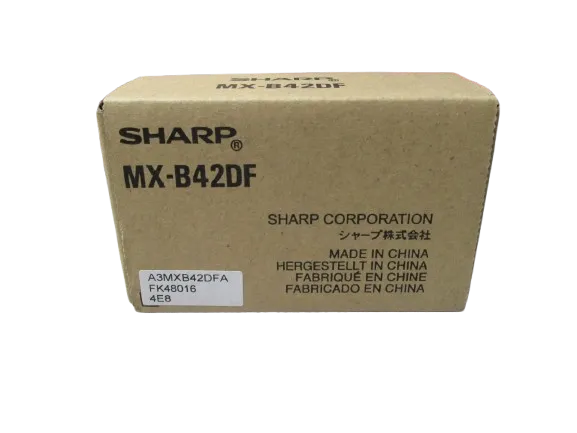 SHARP®
MX-B42DF
SHARP®
MX-B42DF
SHARP CORPORATION
シャープ株式会社
MADE IN CHINA
HERGESTELLT IN CHINA
FABRIQUÉ EN CHINE
FABRICADO EN CHINA
A3MXB42DFA
FK48016
4E8